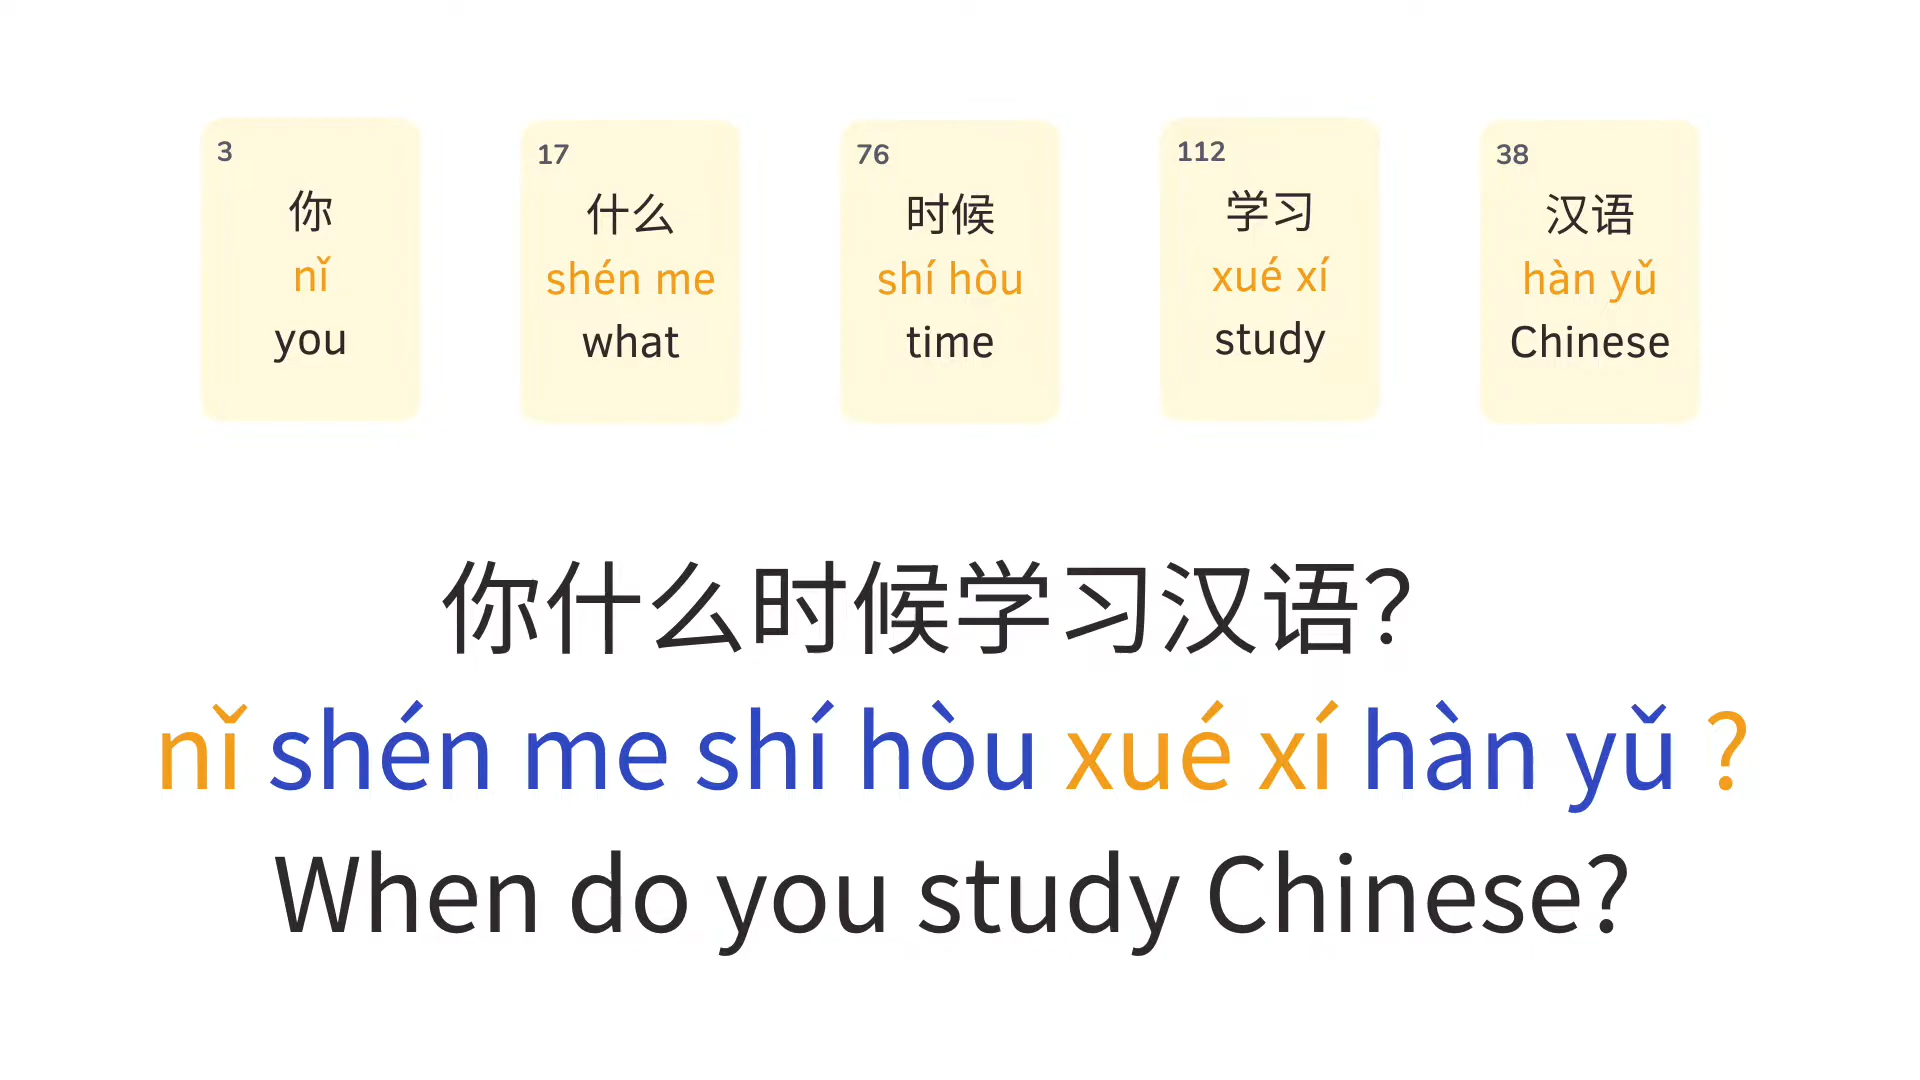 3
你
nǐ
you
17
什么
shén me
what
76
时候
shí hòu
time
112
学习
xué xí
study
38
汉语
hàn yǔ
Chinese
你什么时候学习汉语？
nǐ shén me shí hòu xué xí hàn yǔ ?
When do you study Chinese?